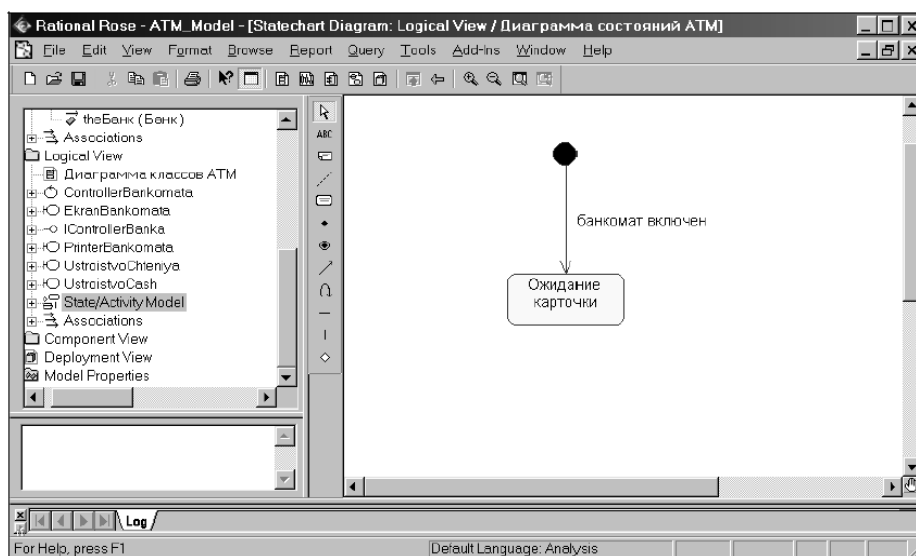 Rational Rose - ATM_Model - [Statechart Diagram: Logical View / Диаграмма состояний ATM]
File Edit View Format Browse Report Query Tools Add-Ins Window Help
theБанк (Банк)
Associations
Logical View
Диаграмма классов ATM
ControllerBankomata
EkranBankomata
IControllerBanka
PrinterBankomata
UstroistvoChteniya
UstroistvoCash
State/Activity Model
Associations
Component View
Deployment View
Model Properties
ABC
банкомат включен
Ожидание
карточки
Log
For Help, press F1
Default Language: Analysis